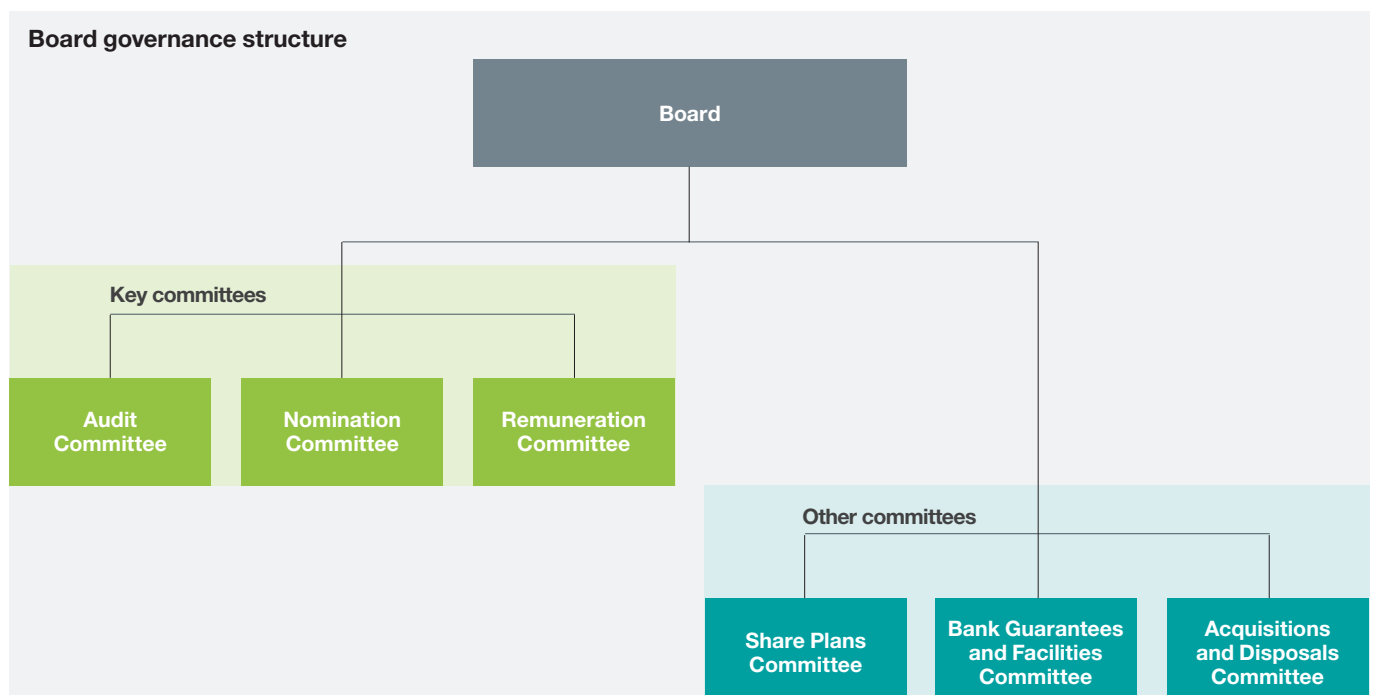 Board governance structure
Board
Key committees
Audit
Committee
Nomination
Committee
Remuneration
Committee
Other committees
Share Plans
Committee
Bank Guarantees
and Facilities
Committee
Acquisitions
and Disposals
Committee